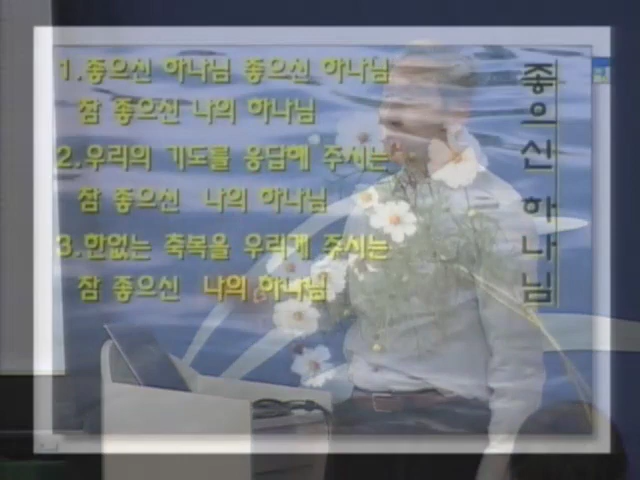 1.좋으신 하나님 좋으신 하나님
참 좋으신 나의 하나님
2.우리의 기도를 응답해 주시는
참 좋으신 나의 하나님
3.한없는 축복을 우리게 주시는
참 좋으신 나의 하나님
좋으신 하나님